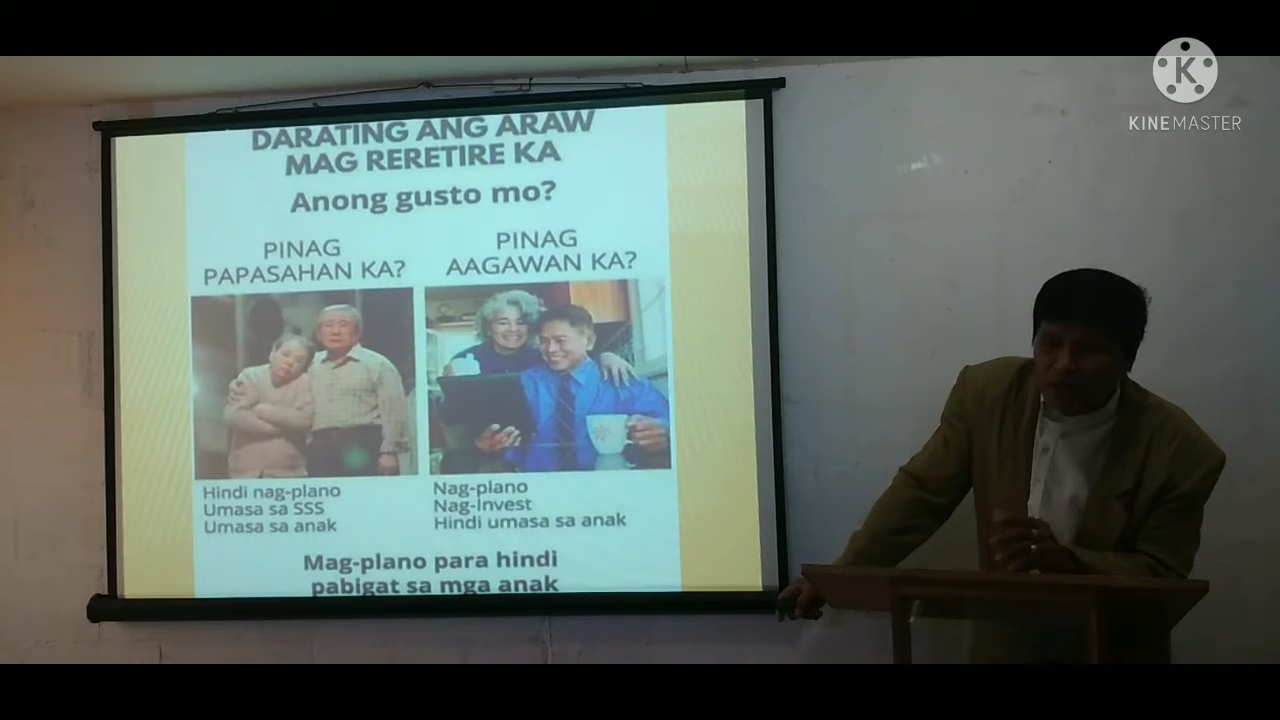 DARATING ANG ARAW
MAG RERETIRE KA
Anong gusto mo?
PINAG
PAPASAHAN KA?
PINAG
AAGAWAN KA?
Hindi nag-plano
Umasa sa SSS
Umasa sa anak
Nag-plano
Nag-invest
Hindi umasa sa anak
Mag-plano para hindi
pabigat sa mga anak
K
KINEMASTER